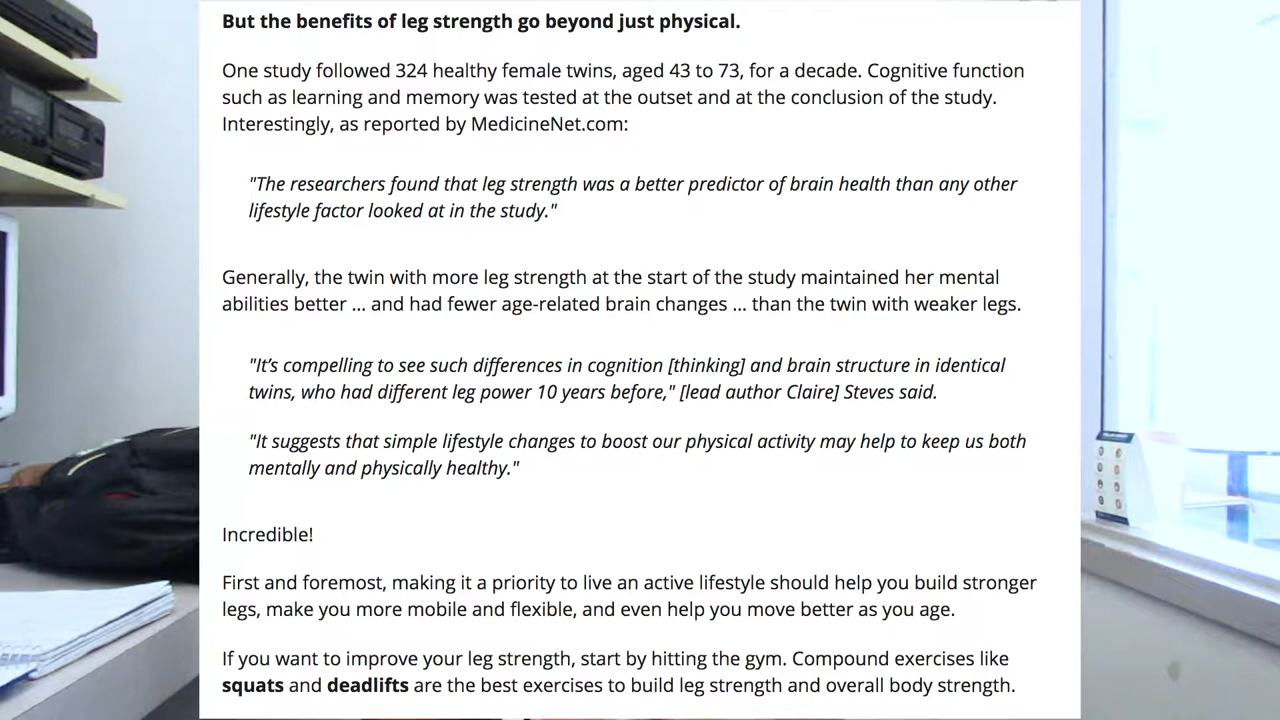 But the benefits of leg strength go beyond just physical.
One study followed 324 healthy female twins, aged 43 to 73, for a decade. Cognitive function
such as learning and memory was tested at the outset and at the conclusion of the study.
Interestingly, as reported by MedicineNet.com:
"The researchers found that leg strength was a better predictor of brain health than any other
lifestyle factor looked at in the study."
Generally, the twin with more leg strength at the start of the study maintained her mental
abilities better ... and had fewer age-related brain changes ... than the twin with weaker legs.
"It's compelling to see such differences in cognition [thinking] and brain structure in identical
twins, who had different leg power 10 years before," [lead author Claire] Steves said.
"It suggests that simple lifestyle changes to boost our physical activity may help to keep us both
mentally and physically healthy."
Incredible!
First and foremost, making it a priority to live an active lifestyle should help you build stronger
legs, make you more mobile and flexible, and even help you move better as you age.
If you want to improve your leg strength, start by hitting the gym. Compound exercises like
squats and deadlifts are the best exercises to build leg strength and overall body strength.